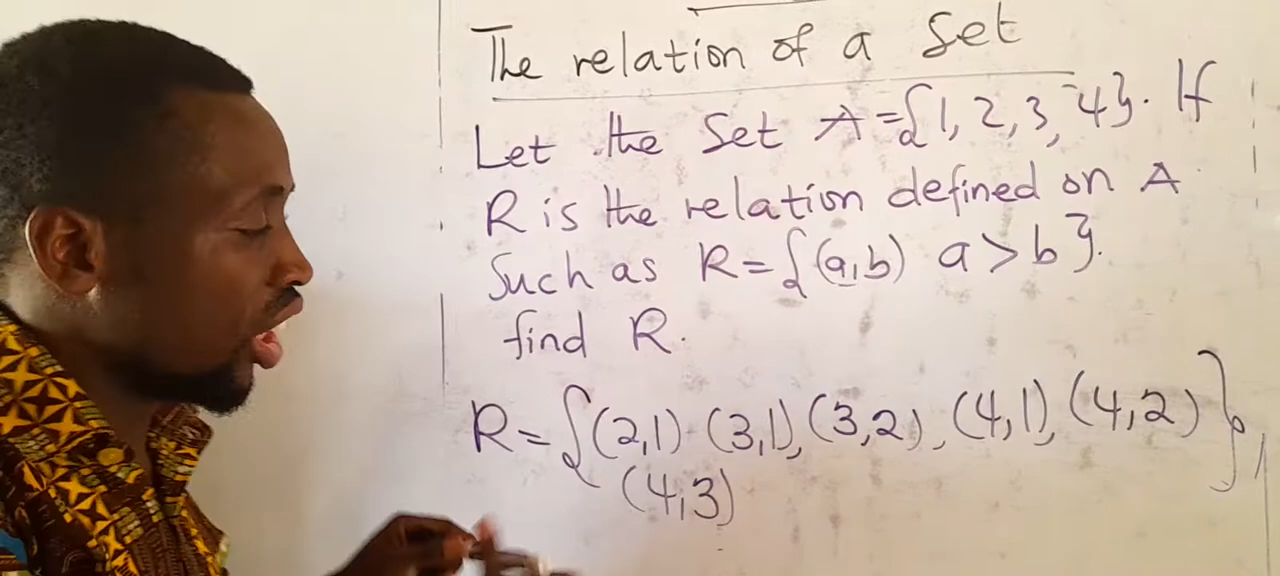 The relation of a Set
Let the Set A={1, 2, 3, 4}. If
R is the relation defined on A
Such as R={(a,b) a>b}.
find R.
R={(2,1) (3,1), (3,2), (4,1), (4,2)},
(4,3)